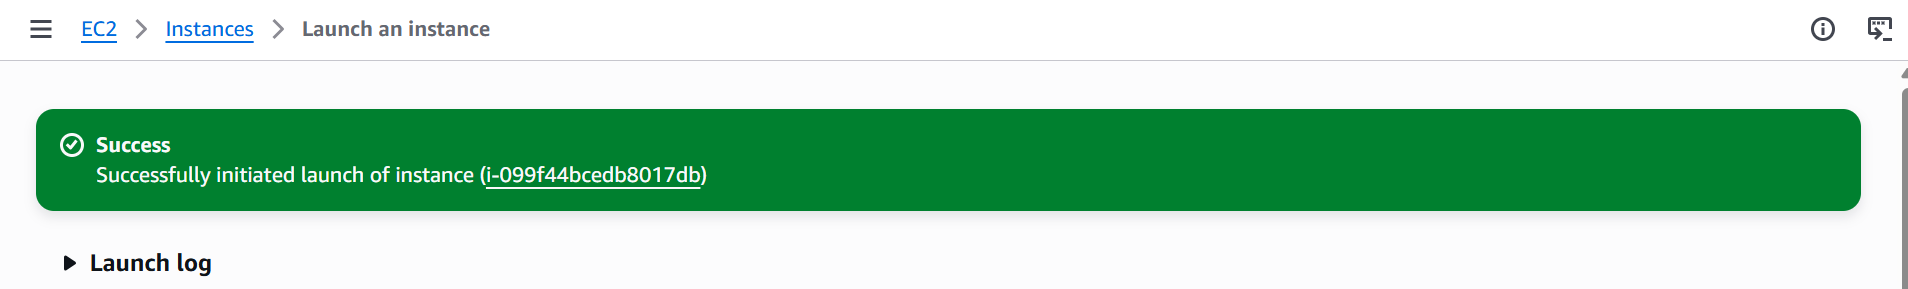 EC2 > Instances > Launch an instance
Success
Successfully initiated launch of instance (i-099f44bcedb8017db)
Launch log